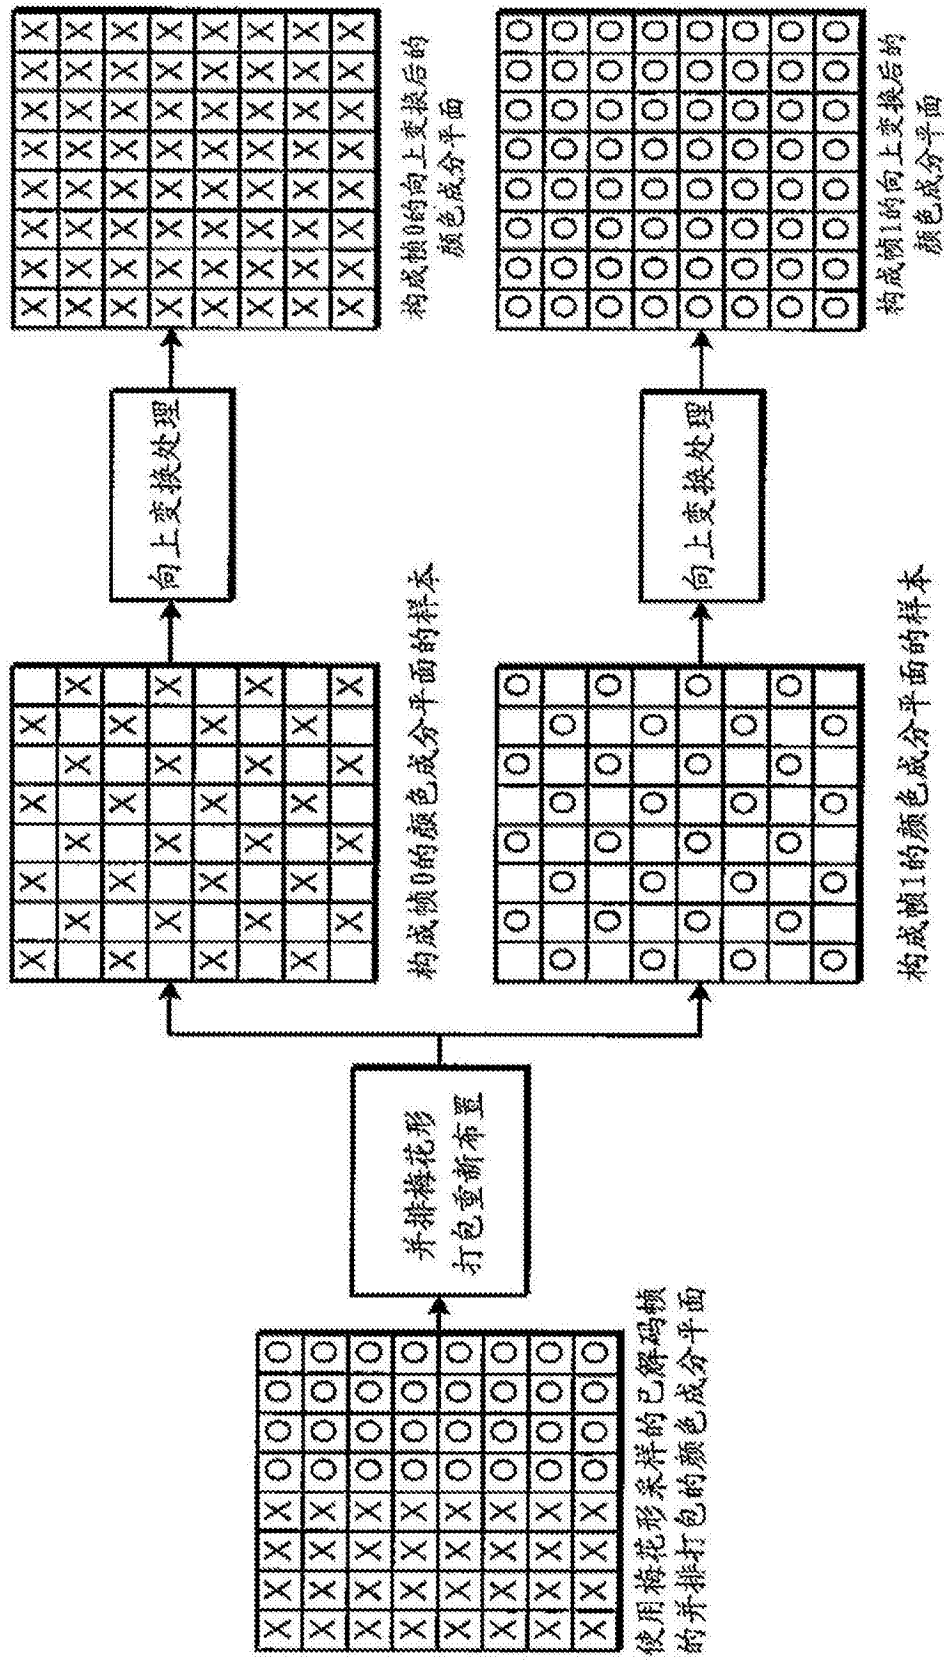 使用梅花形采样的已解码帧
的并排打包的颜色成分平面
并排梅花形
打包重新布置
构成帧0的颜色成分平面的样本
向上变换处理
构成帧0的向上变换后的
颜色成分平面
构成帧1的颜色成分平面的样本
向上变换处理
构成帧1的向上变换后的
颜色成分平面